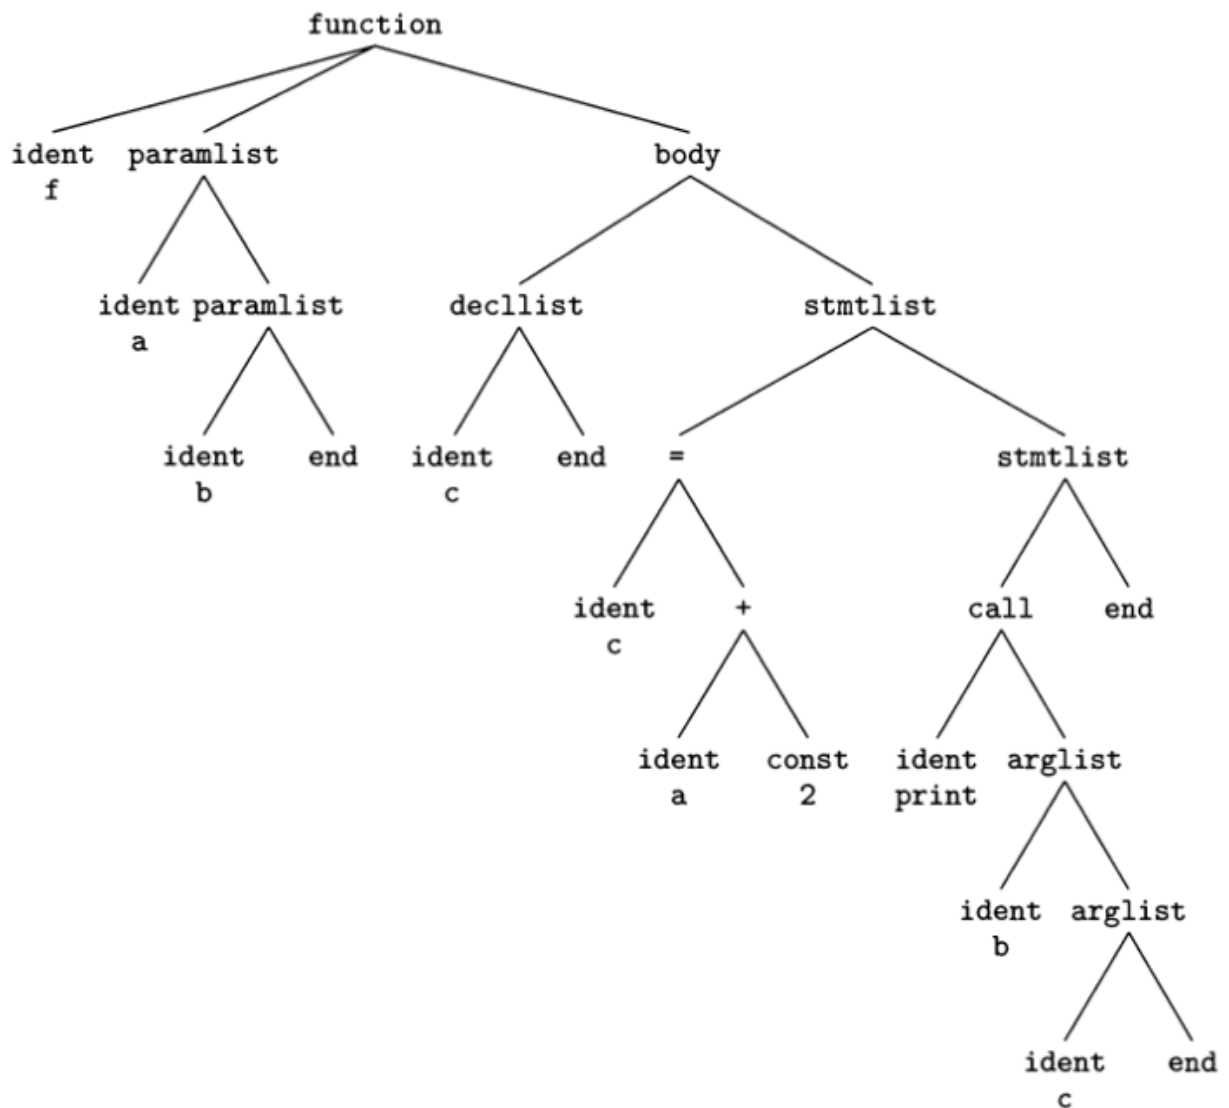 function
ident paramlist body
f
ident paramlist decllist stmtlist
a
ident end ident end = stmtlist
b c
ident + call end
c
ident const ident arglist
a 2 print
ident arglist
b
ident end
c